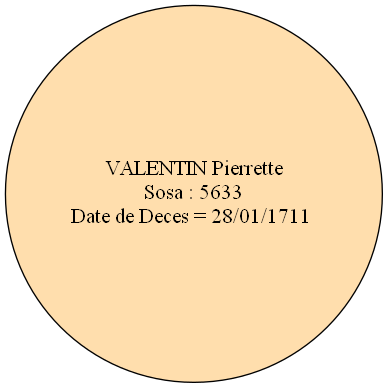 VALENTIN Pierrette
Sosa : 5633
Date de Deces = 28/01/1711